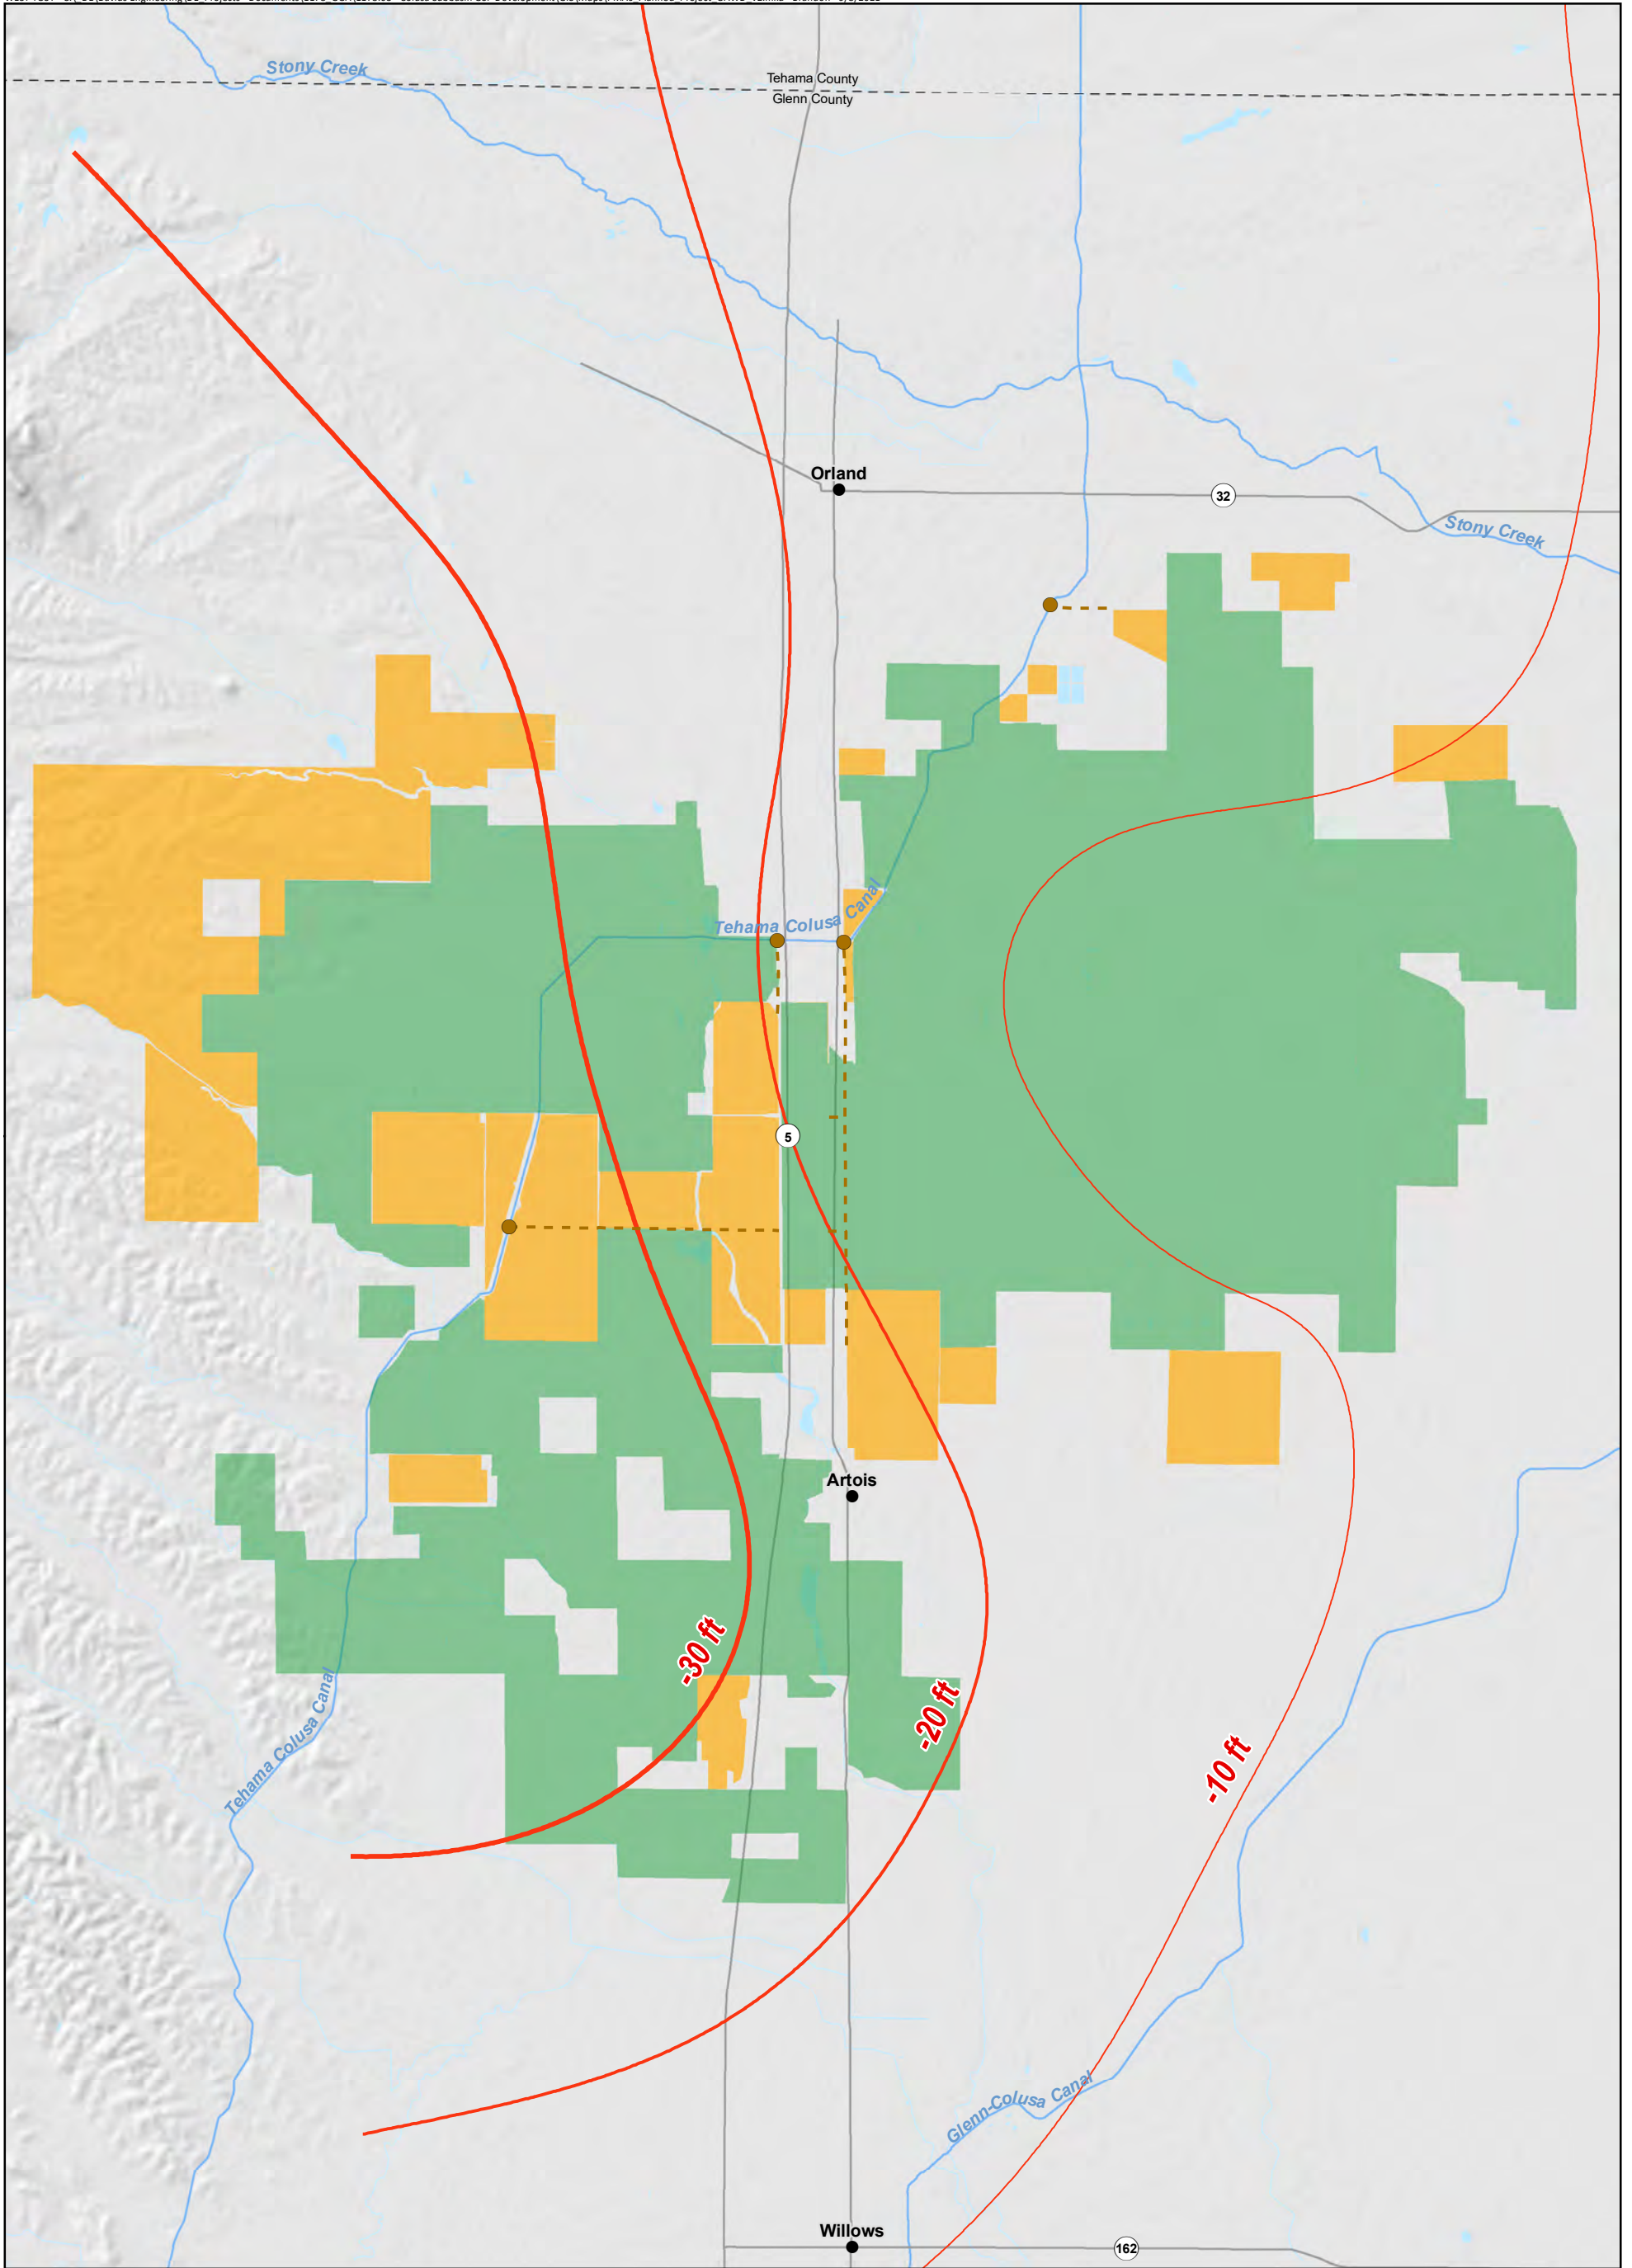 Stony Creek
Tehama County
Glenn County
Orland
32
Stony Creek
Tehama Colusa Canal
5
Artois
-30 ft
-20 ft
-10 ft
Tehama Colusa Canal
Glenn-Colusa Canal
Willows
162